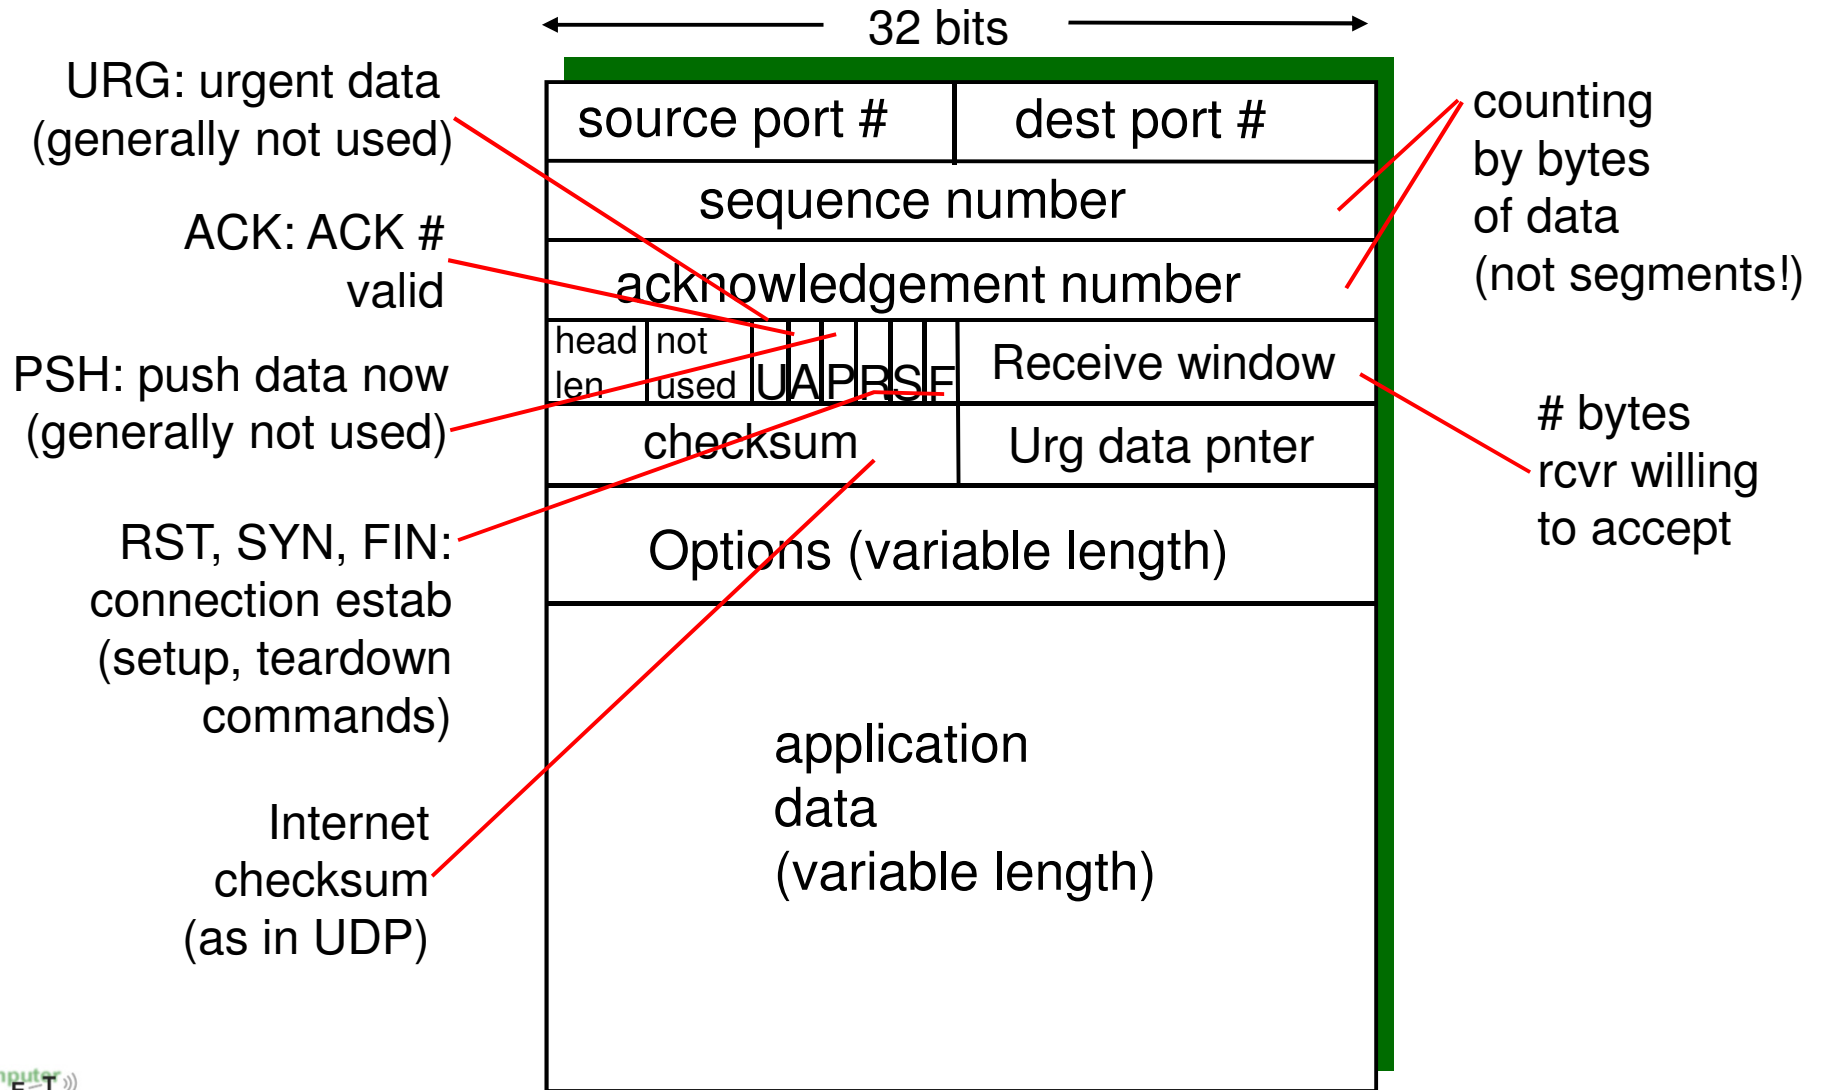 32 bits
URG: urgent data
(generally not used)
ACK: ACK #
valid
PSH: push data now
(generally not used)
RST, SYN, FIN:
connection estab
(setup, teardown
commands)
Internet
checksum
(as in UDP)
source port #
dest port #
sequence number
acknowledgement number
head
len
not
used
U
A
P
R
S
F
Receive window
checksum
Urg data pnter
Options (variable length)
application
data
(variable length)
counting
by bytes
of data
(not segments!)
# bytes
rcvr willing
to accept